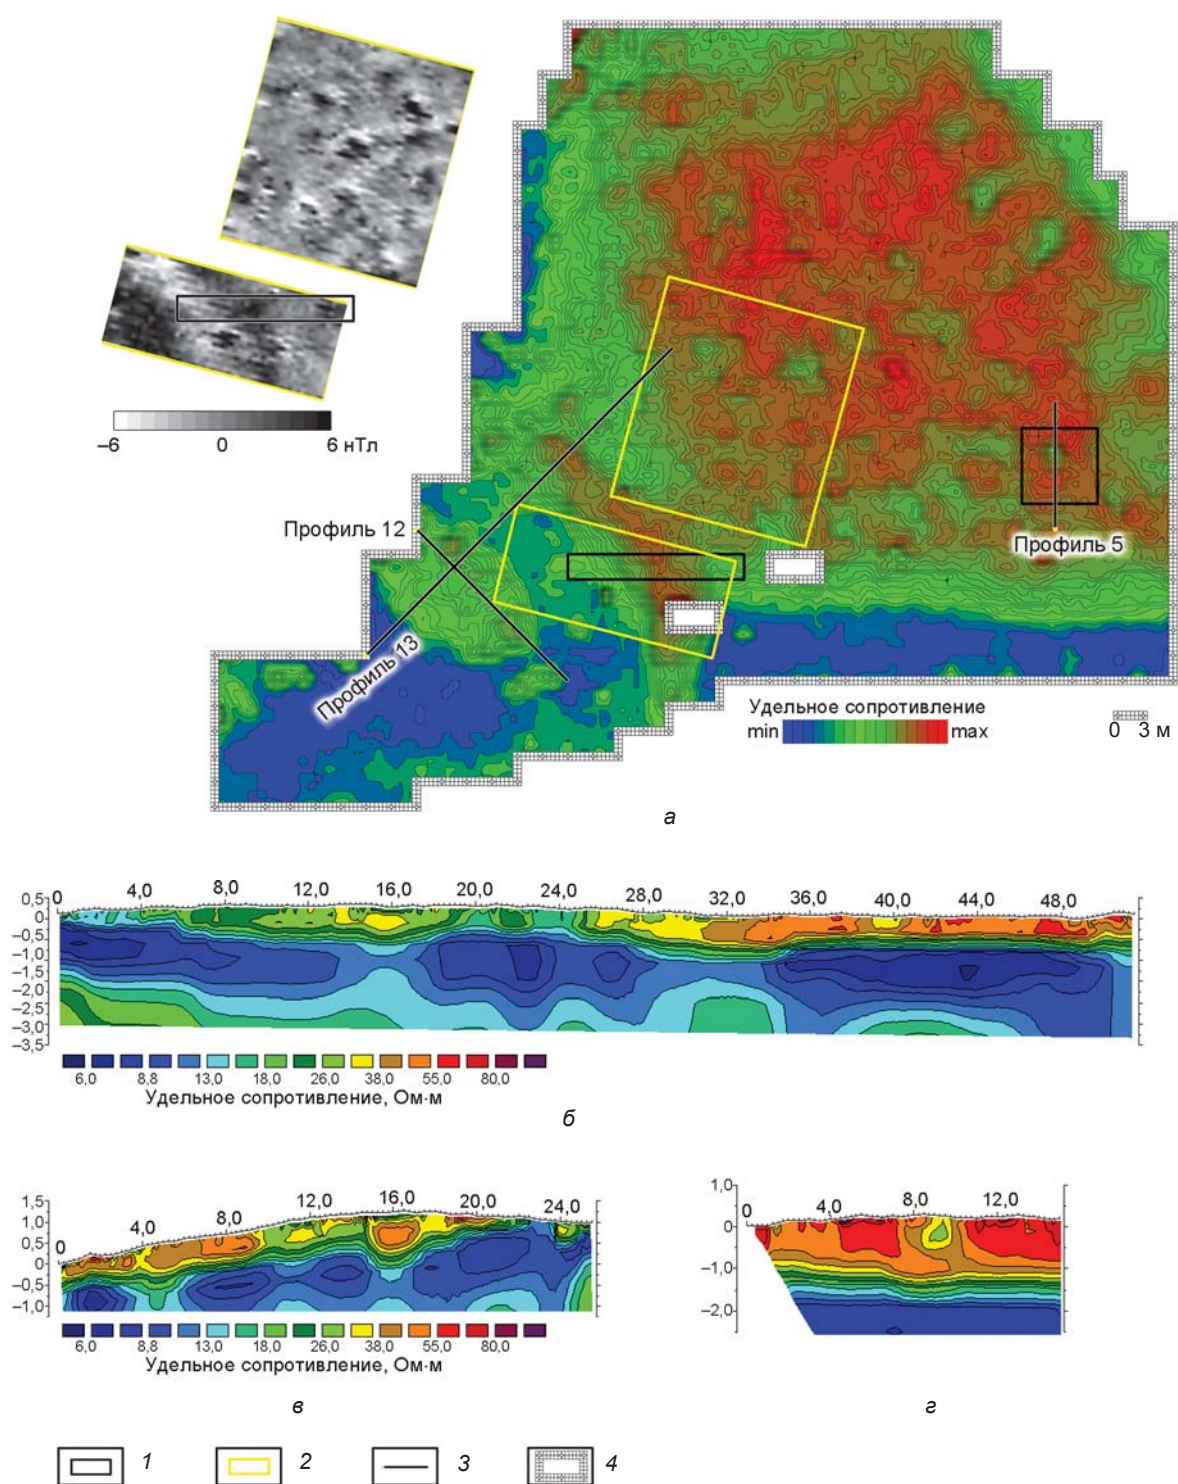 –6 0 6 нТл
Профиль 12
Профиль 5
Профиль 13
Удельное сопротивление
min max
0 3 м
а
0 4,0 8,0 12,0 16,0 20,0 24,0 28,0 32,0 36,0 40,0 44,0 48,0
0,5
0
–0,5
–1,0
–1,5
–2,0
–2,5
–3,0
–3,5
6,0 8,8 13,0 18,0 26,0 38,0 55,0 80,0
Удельное сопротивление, Ом·м
б
0 4,0 8,0 12,0 16,0 20,0 24,0
1,5
1,0
0,5
0
–0,5
–1,0
6,0 8,8 13,0 18,0 26,0 38,0 55,0 80,0
Удельное сопротивление, Ом·м
в
0 4,0 8,0 12,0
1,0
0
–1,0
–2,0
г
1 2 3 4